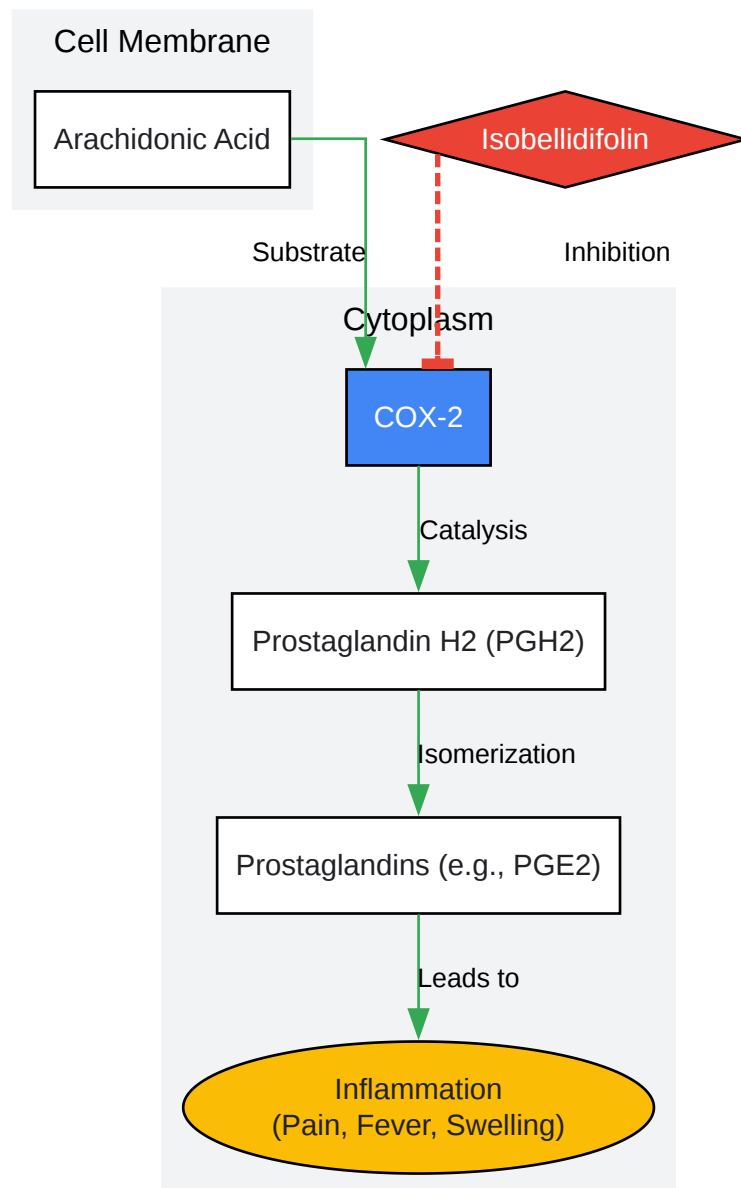 Cell Membrane
Arachidonic Acid
Isobellidifolin
Substrate
Inhibition
Cytoplasm
COX-2
Catalysis
Prostaglandin H2 (PGH2)
Isomerization
Prostaglandins (e.g., PGE2)
Leads to
Inflammation
(Pain, Fever, Swelling)